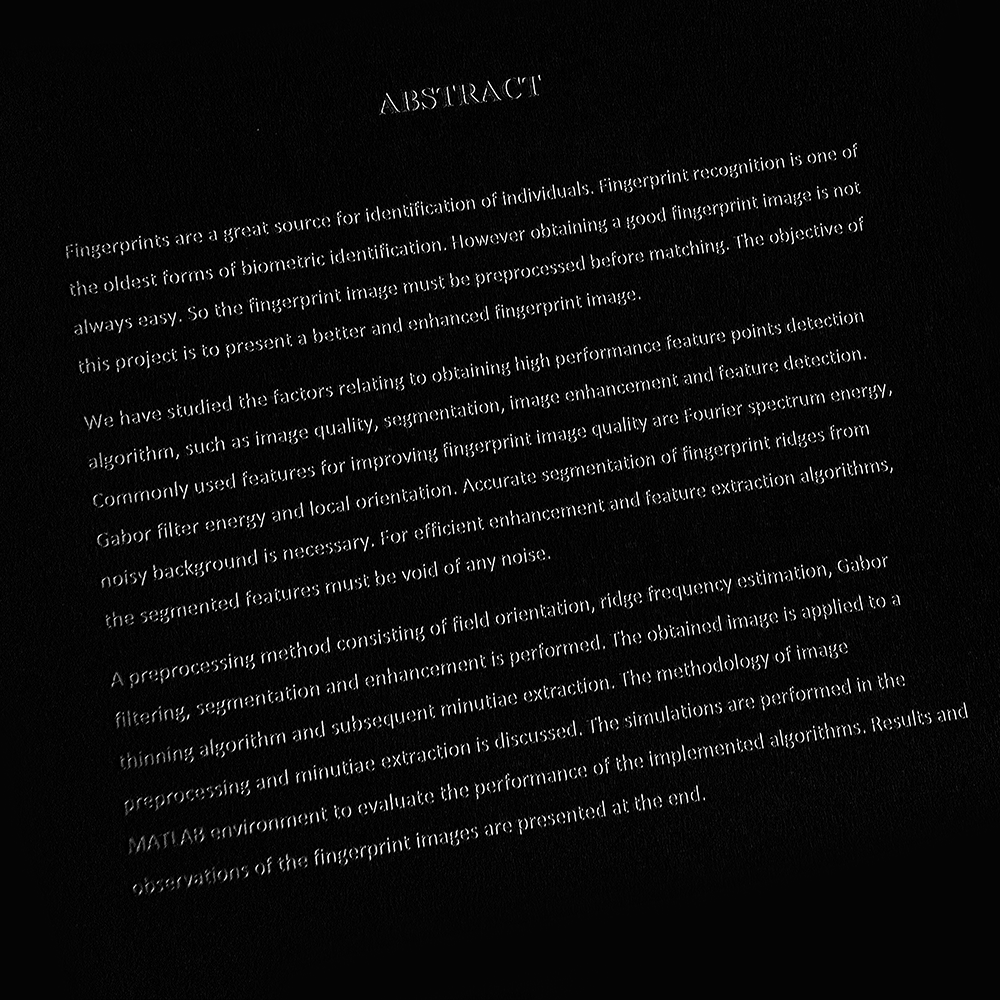 ABSTRACT
Fingerprints are a great source for identification of individuals. Fingerprint recognition is one of
the oldest forms of biometric identification. However obtaining a good fingerprint image is not
always easy. So the fingerprint image must be preprocessed before matching. The objective of
this project is to present a better and enhanced fingerprint image.
We have studied the factors relating to obtaining high performance feature points detection
algorithm, such as image quality, segmentation, image enhancement and feature detection.
Commonly used features for improving fingerprint image quality are Fourier spectrum energy,
Gabor filter energy and local orientation. Accurate segmentation of fingerprint ridges from
noisy background is necessary. For efficient enhancement and feature extraction algorithms,
the segmented features must be void of any noise.
A preprocessing method consisting of field orientation, ridge frequency estimation, Gabor
filtering, segmentation and enhancement is performed. The obtained image is applied to a
thinning algorithm and subsequent minutiae extraction. The methodology of image
preprocessing and minutiae extraction is discussed. The simulations are performed in the
MATLAB environment to evaluate the performance of the implemented algorithms. Results and
observations of the fingerprint images are presented at the end.